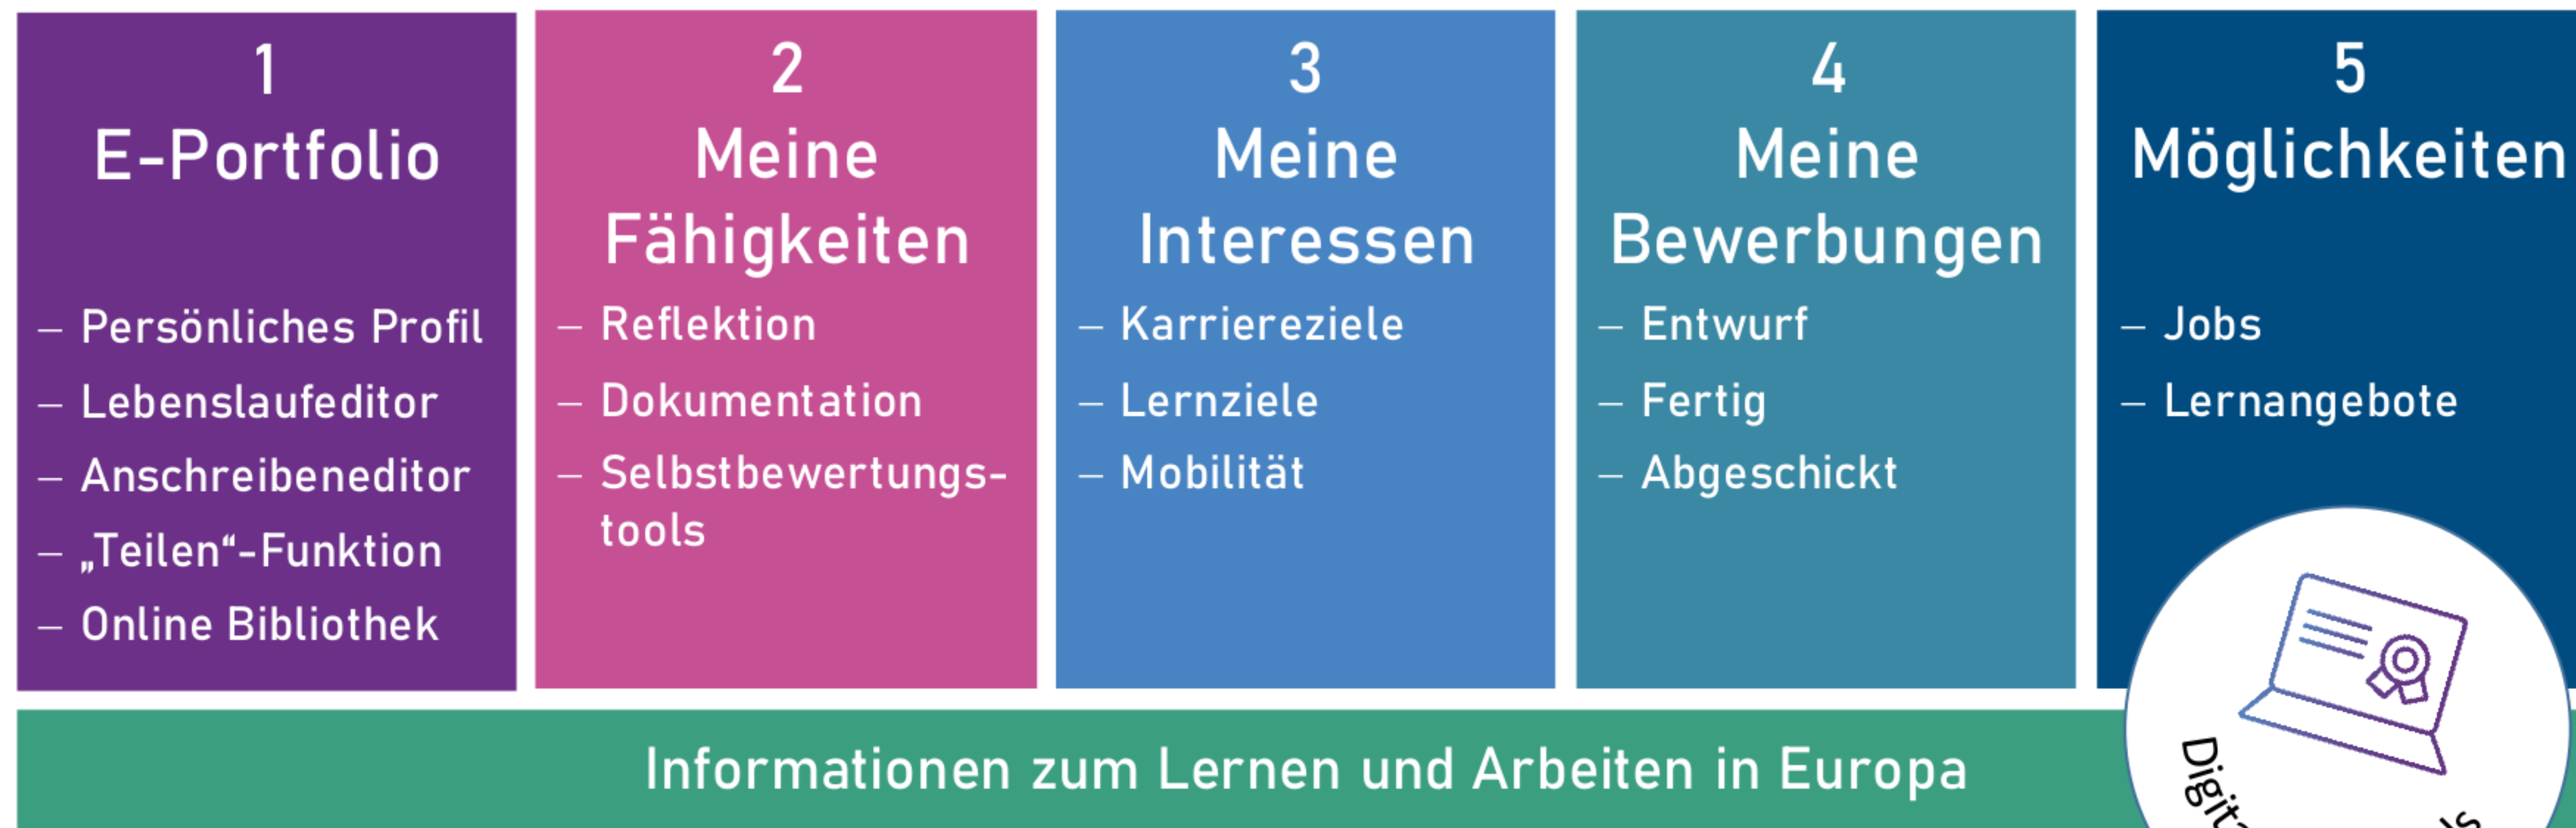 1
E-Portfolio
– Persönliches Profil
– Lebenslaufeditor
– Anschreibeneditor
– „Teilen“-Funktion
– Online Bibliothek
2
Meine
Fähigkeiten
– Reflektion
– Dokumentation
– Selbstbewertungs-
tools
3
Meine
Interessen
– Karriereziele
– Lernziele
– Mobilität
4
Meine
Bewerbungen
– Entwurf
– Fertig
– Abgeschickt
5
Möglichkeiten
– Jobs
– Lernangebote
Informationen zum Lernen und Arbeiten in Europa